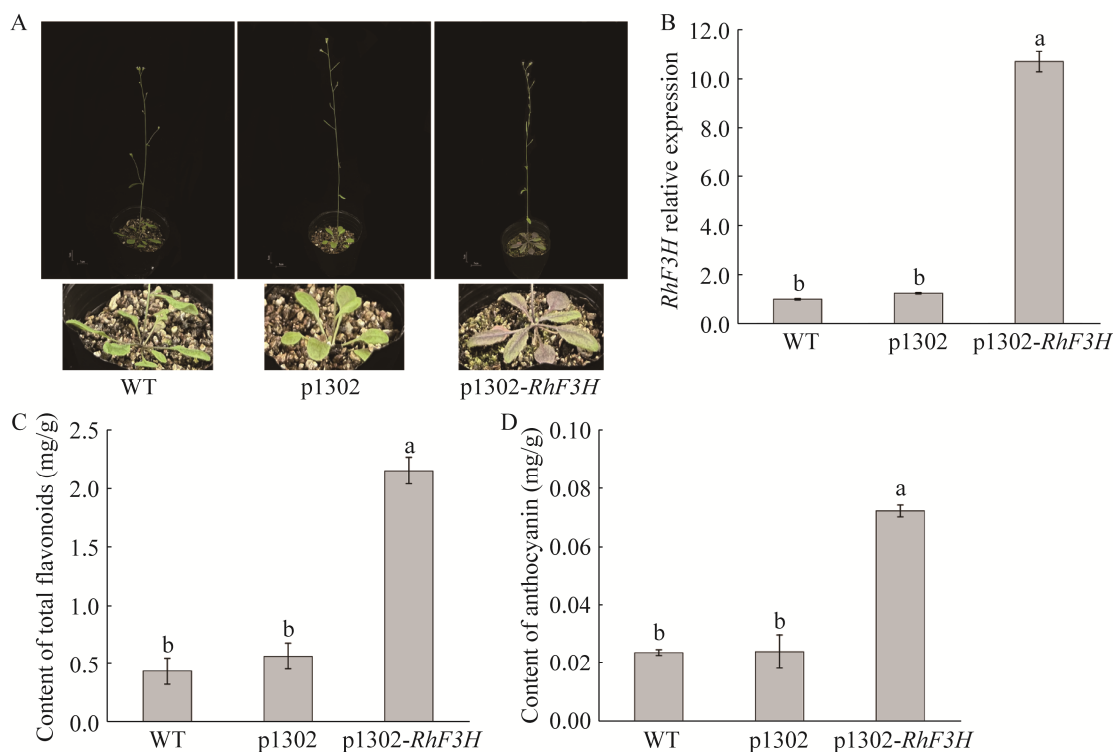 A
WT
p1302
p1302-RhF3H
B
RhF3H relative expression
12.0
10.0
8.0
6.0
4.0
2.0
0.0
b
b
a
WT
p1302
p1302-RhF3H
C
Content of total flavonoids (mg/g)
2.5
2.0
1.5
1.0
0.5
0.0
b
b
a
WT
p1302
p1302-RhF3H
D
Content of anthocyanin (mg/g)
0.10
0.08
0.06
0.04
0.02
0.00
b
b
a
WT
p1302
p1302-RhF3H